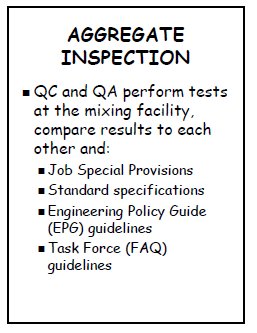 AGGREGATE
INSPECTION
▪ QC and QA perform tests
at the mixing facility,
compare results to each
other and:
▪ Job Special Provisions
▪ Standard specifications
▪ Engineering Policy Guide
(EPG) guidelines
▪ Task Force (FAQ)
guidelines